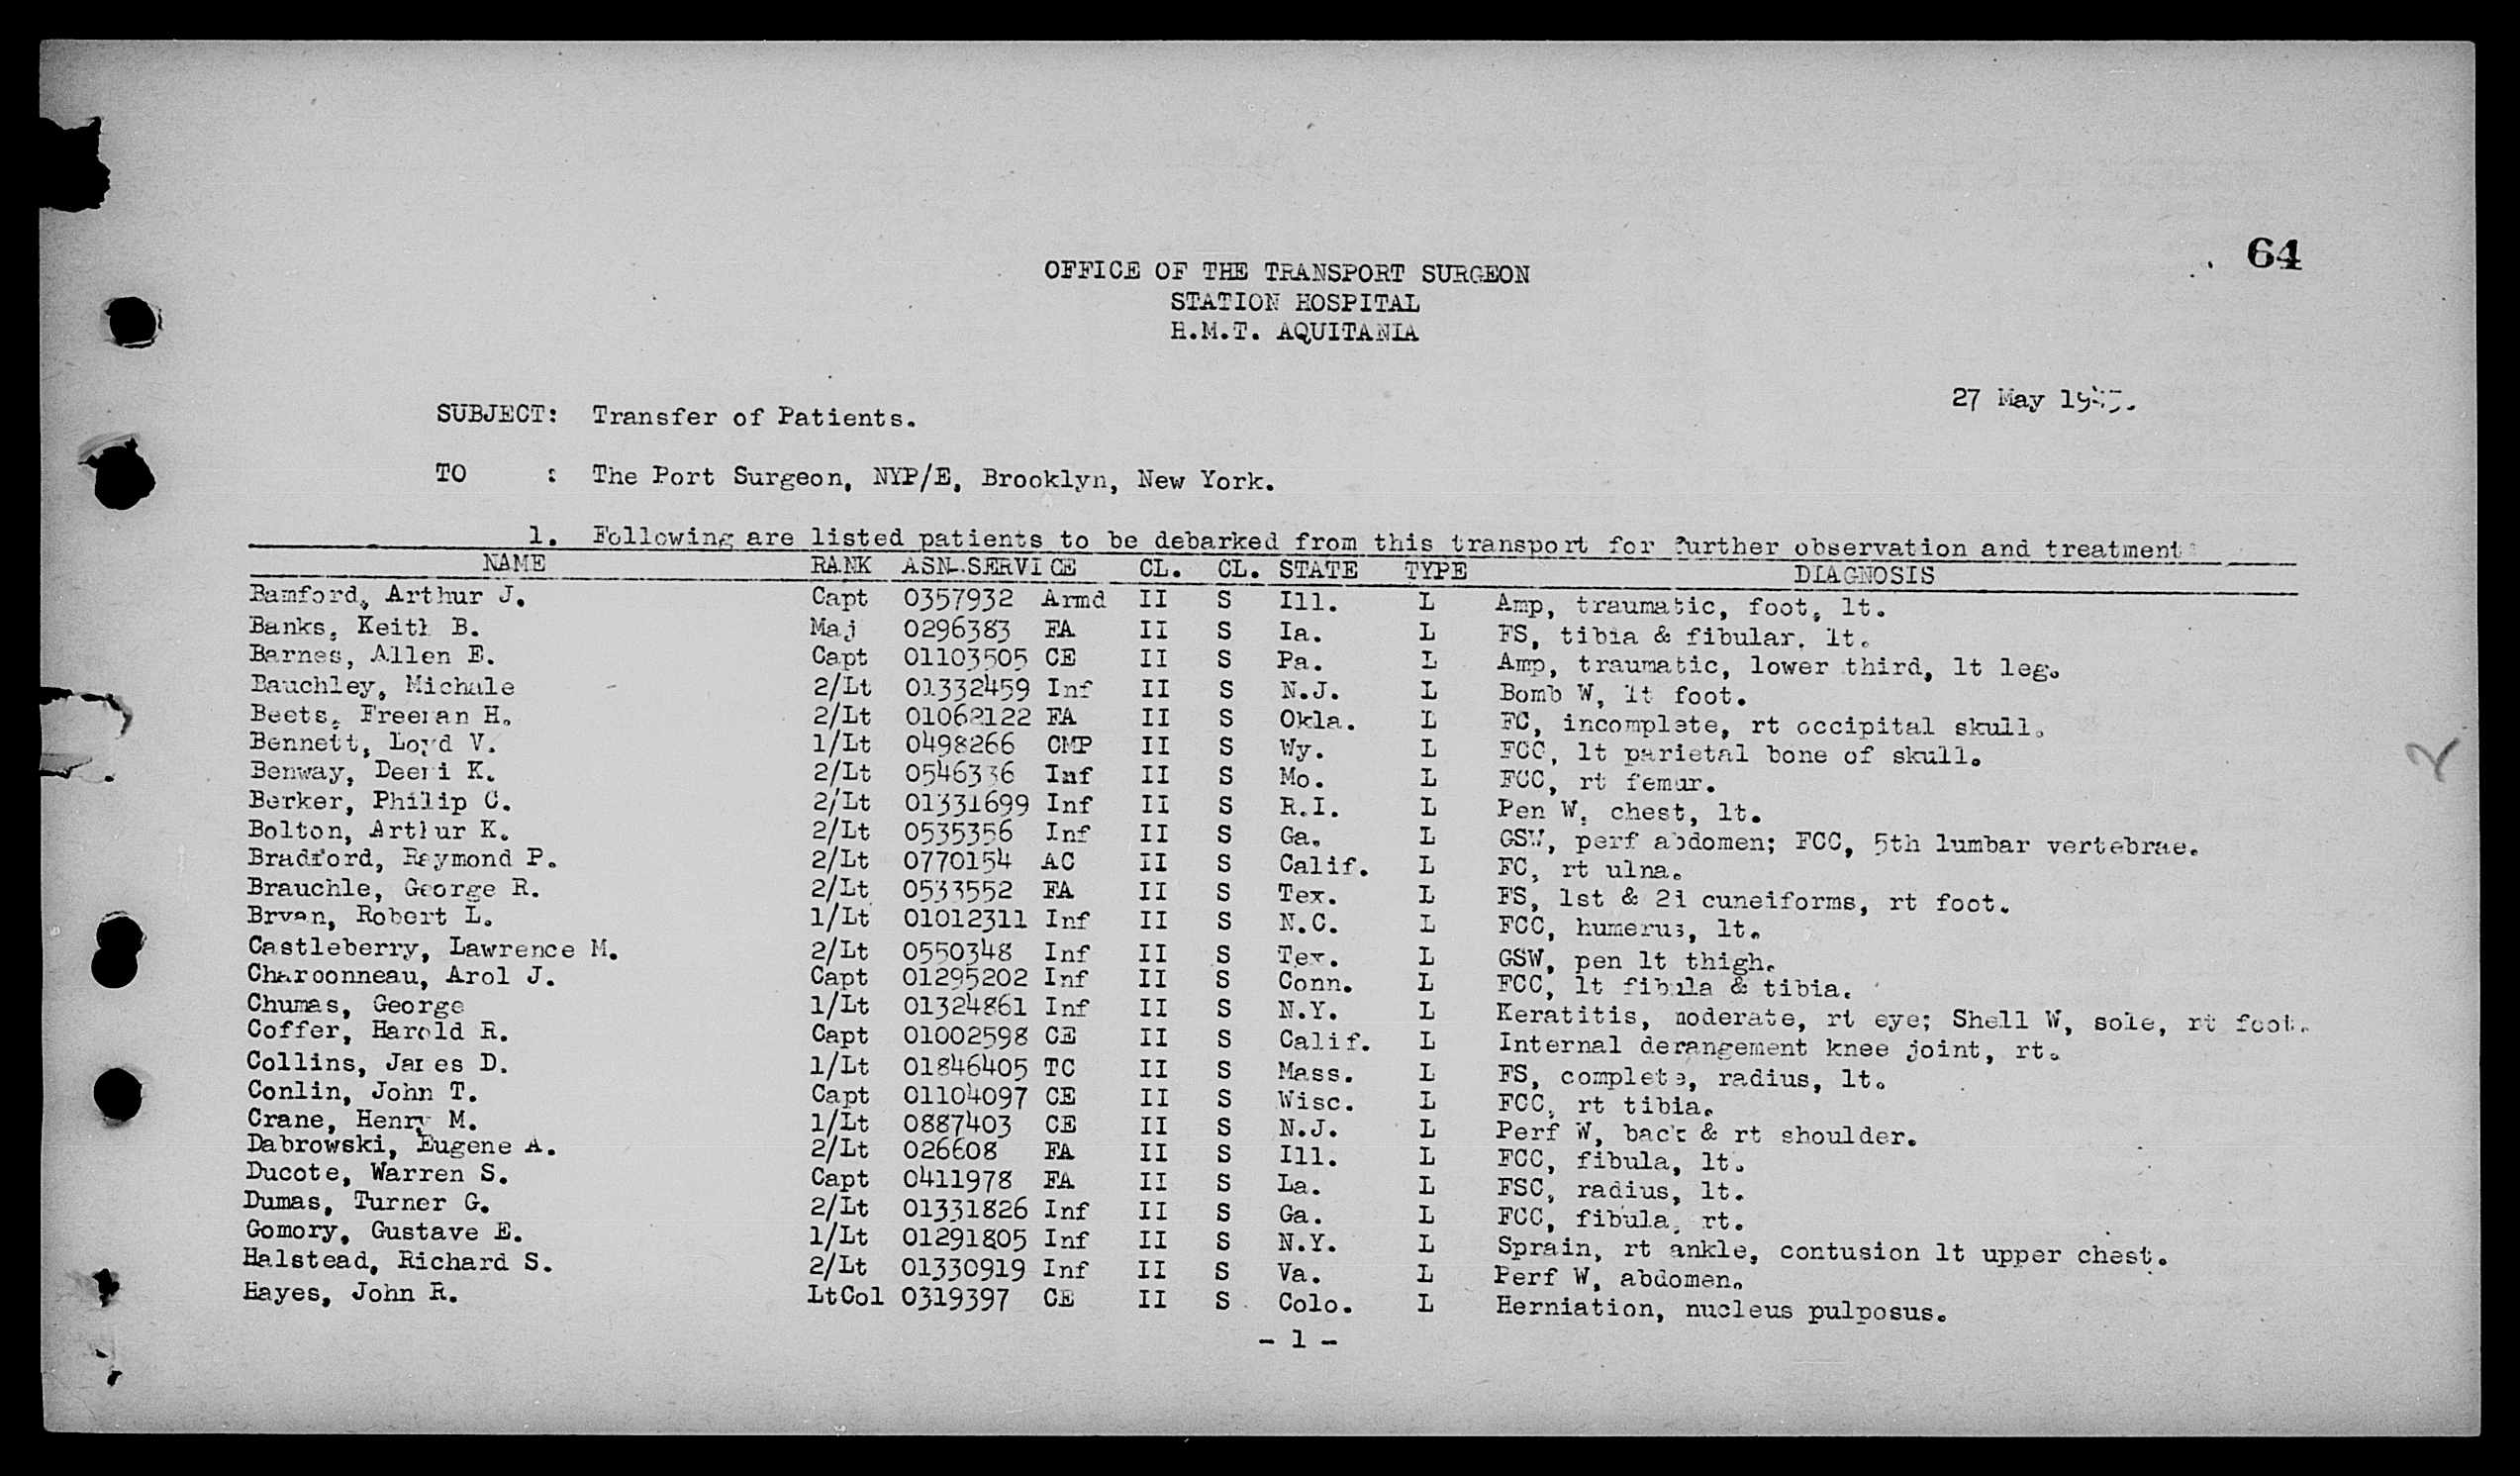 64
OFFICE OF THE TRANSPORT SURGEON
STATION HOSPITAL
H.M.T. AQUITANIA
27 May
SUBJECT: Transfer of Patients.
TO : The Port Surgeon, NYP/E, Brooklyn, New York.
1. Following are listed patients to be debarked from this transport for further observation and treatment
NAME RANK ASN SERVICE CL. CL. STATE TYPE DIAGNOSIS
Bamford, Arthur J. Capt 0357932 Armd II S Ill. L Amp, traumatic, foot, lt.
Banks, Keith B. Maj 0296383 FA II S Ia. L FS, tibia & fibular. lt.
Barnes, Allen E. Capt 01103505 CE II S Pa. L Amp, traumatic, lower third, lt leg.
Bauchley, Michale 2/Lt 01332459 Inf II S N.J. L Bomb W, lt foot.
Beets, Freeman H. 2/Lt 01062122 FA II S Okla. L FC, incomplete, rt occipital skull.
Bennett, Loyd V. 1/Lt 0498266 CMP II S Wy. L FCC, lt parietal bone of skull.
Benway, K. 2/Lt 0546336 Inf II S Mo. L FCC, rt femur.
Berker, Philip C. 2/Lt 01331699 Inf II S R.I. L Pen W, chest, lt.
Bolton, Arthur K. 2/Lt 0535356 Inf II S Ga. L GSW, perf abdomen; FCC, 5th lumbar vertebrae.
Bradford, Raymond P. 2/Lt 0770154 AC II S Calif. L FC, rt ulna.
Brauchle, George R. 2/Lt 0533552 FA II S Tex. L FS, 1st & 2d cuneiforms, rt foot.
Bryan, Robert L. 1/Lt 01012311 Inf II S N.C. L FCC, humerus, lt.
Castleberry, Lawrence M. 2/Lt 0550348 Inf II S Tex. L GSW, pen lt thigh.
Charoonneau, Arol J. Capt 01295202 Inf II S Conn. L FCC, lt fibula & tibia.
Chumas, George 1/Lt 01324861 Inf II S N.Y. L Keratitis, moderate, rt eye; Shell W, sole, rt foot.
Coffer, Harold R. Capt 01002598 CE II S Calif. L Internal derangement knee joint, rt.
Collins, James D. 1/Lt 01846405 TC II S Mass. L FS, complete, radius, lt.
Conlin, John T. Capt 01104097 CE II S Wisc. L FCC, rt tibia.
Crane, Henry M. 1/Lt 0887403 CE II S N.J. L Perf W, back & rt shoulder.
Dabrowski, Eugene A. 2/Lt 026608 FA II S Ill. L FCC, fibula, lt.
Ducote, Warren S. Capt 0411978 FA II S La. L FSC, radius, lt.
Dumas, Turner G. 2/Lt 01331826 Inf II S Ga. L FCC, fibula, rt.
Gomory, Gustave E. 1/Lt 01291805 Inf II S N.Y. L Sprain, rt ankle, contusion lt upper chest.
Halstead, Richard S. 2/Lt 01330919 Inf II S Va. L Perf W, abdomen.
Hayes, John R. LtCol 0319397 CE II S Colo. L Herniation, nucleus pulposus.
- 1 -